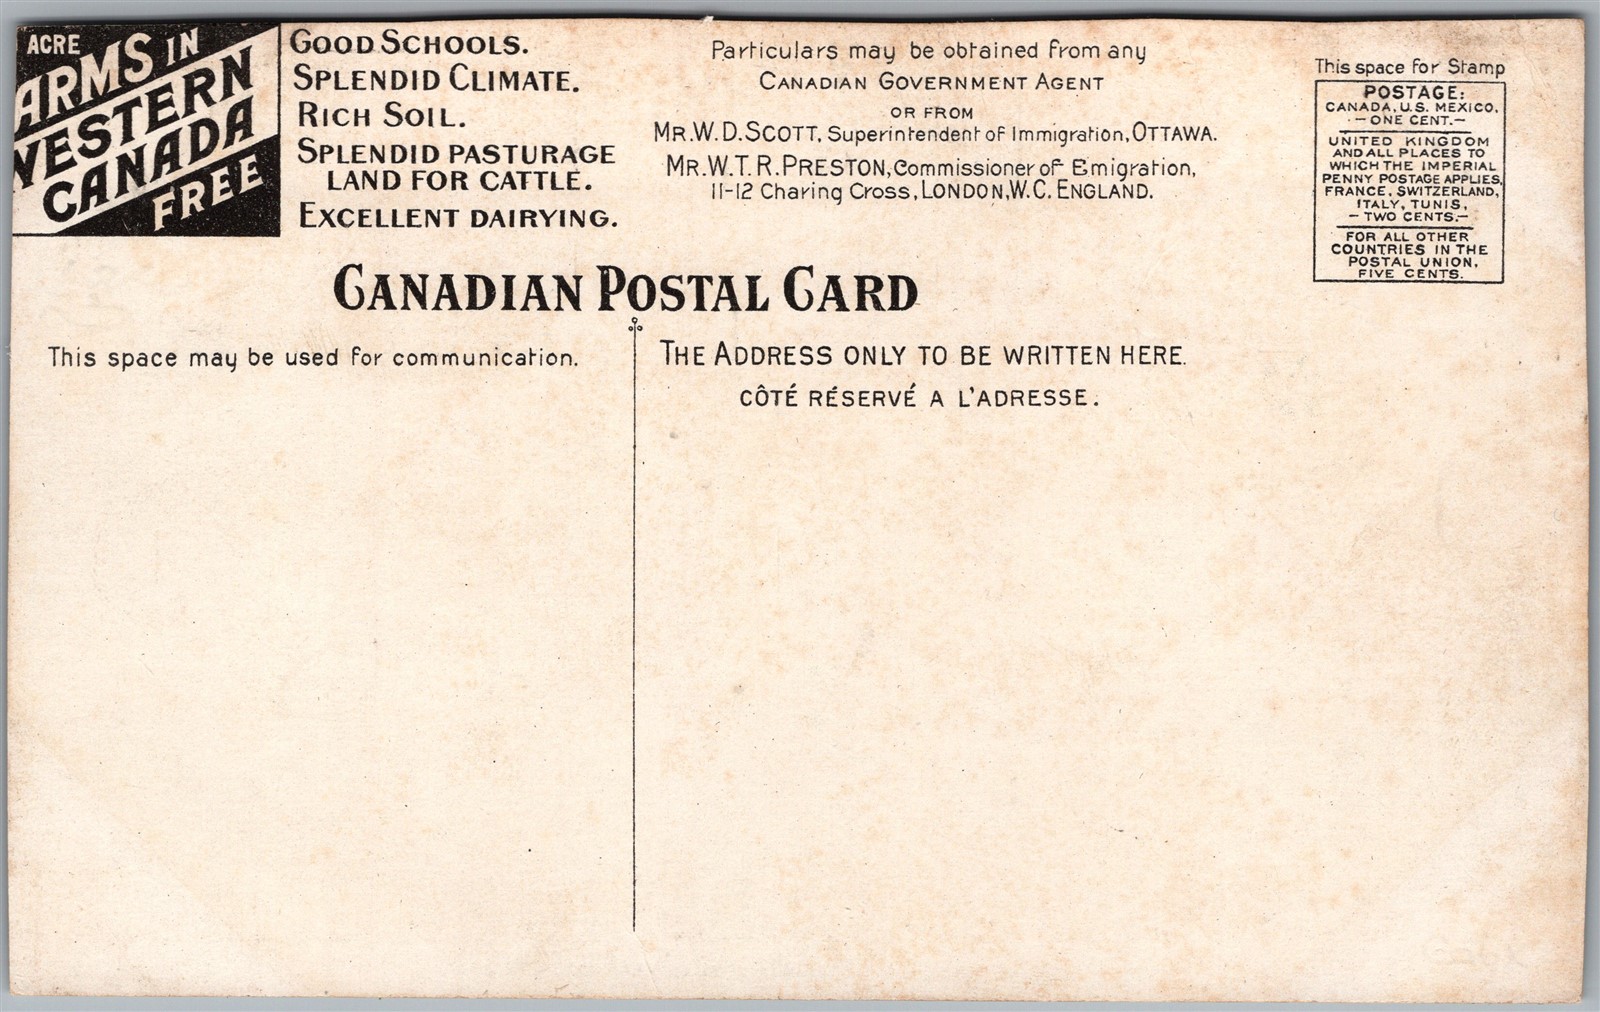 ACRE
ARMS IN
WESTERN
CANADA
FREE
GOOD SCHOOLS.
SPLENDID CLIMATE.
RICH SOIL.
SPLENDID PASTURAGE
LAND FOR CATTLE.
EXCELLENT DAIRYING.
Particulars may be obtained from any
CANADIAN GOVERNMENT AGENT
OR FROM
MR. W. D. SCOTT, Superintendent of Immigration, OTTAWA.
MR. W. T. R. PRESTON, Commissioner of Emigration,
11-12 Charing Cross, LONDON, W.C. ENGLAND.
This space for Stamp
POSTAGE:
CANADA, U.S. MEXICO.
- ONE CENT.-
UNITED KINGDOM
AND ALL PLACES TO
WHICH THE IMPERIAL
PENNY POSTAGE APPLIES,
FRANCE, SWITZERLAND,
ITALY, TUNIS,
- TWO CENTS.-
FOR ALL OTHER
COUNTRIES IN THE
POSTAL UNION,
FIVE CENTS.
CANADIAN POSTAL CARD
This space may be used for communication.
THE ADDRESS ONLY TO BE WRITTEN HERE.
CÔTÉ RÉSERVÉ A L'ADRESSE.